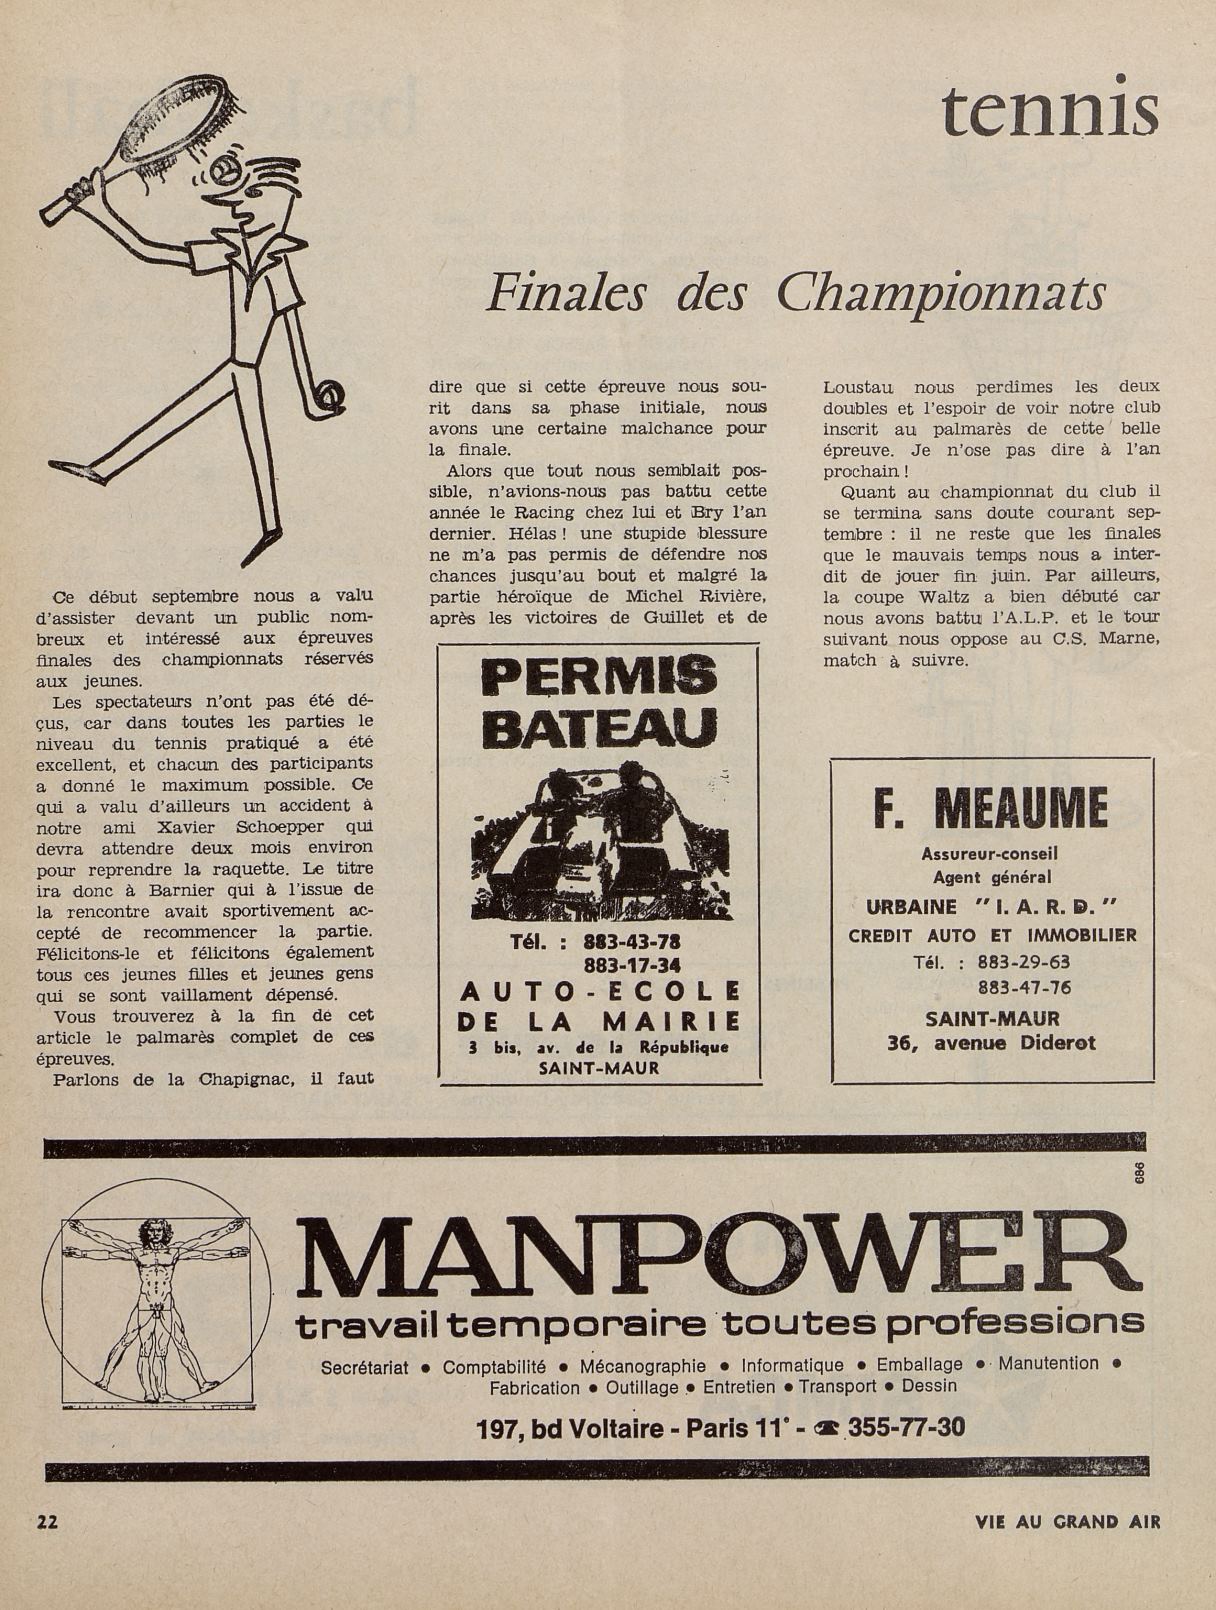 tennis
Finales des Championnats
Ce début septembre nous a valu
d'assister devant un public nom-
breux et intéressé aux épreuves
finales des championnats réservés
aux jeunes.
Les spectateurs n'ont pas été dé-
çus, car dans toutes les parties le
niveau du tennis pratiqué a été
excellent, et chacun des participants
a donné le maximum possible. Ce
qui a valu d'ailleurs un accident à
notre ami Xavier Schoepper qui
devra attendre deux mois environ
pour reprendre la raquette. Le titre
ira donc à Barnier qui à l'issue de
la rencontre avait sportivement ac-
cepté de recommencer la partie.
Félicitons-le et félicitons également
tous ces jeunes filles et jeunes gens
qui se sont vaillament dépensé.
Vous trouverez à la fin de cet
article le palmarès complet de ces
épreuves.
Parlons de la Chapignac, il faut
dire que si cette épreuve nous sou-
rit dans sa phase initiale, nous
avons une certaine malchance pour
la finale.
Alors que tout nous semblait pos-
sible, n'avions-nous pas battu cette
année le Racing chez lui et Bry l'an
dernier. Hélas ! une stupide blessure
ne m'a pas permis de défendre nos
chances jusqu'au bout et malgré la
partie héroïque de Michel Rivière,
après les victoires de Guillet et de
Loustau nous perdîmes les deux
doubles et l'espoir de voir notre club
inscrit au palmarès de cette belle
épreuve. Je n'ose pas dire à l'an
prochain !
Quant au championnat du club il
se termina sans doute courant sep-
tembre : il ne reste que les finales
que le mauvais temps nous a inter-
dit de jouer fin juin. Par ailleurs,
la coupe Waltz a bien débuté car
nous avons battu l'A.L.P. et le tour
suivant nous oppose au C.S. Marne,
match à suivre.
PERMIS
BATEAU
Tél. : 883-43-78
883-17-34
AUTO-ECOLE
DE LA MAIRIE
3 bis, av. de la République
SAINT-MAUR
F. MEAUME
Assureur-conseil
Agent général
URBAINE " I. A. R. D. "
CREDIT AUTO ET IMMOBILIER
Tél. : 883-29-63
883-47-76
SAINT-MAUR
36, avenue Diderot
989
MANPOWER
travail temporaire toutes professions
Secrétariat • Comptabilité • Mécanographie • Informatique • Emballage • Manutention •
Fabrication • Outillage • Entretien • Transport • Dessin
197, bd Voltaire - Paris 11° - ☎ 355-77-30
22
VIE AU GRAND AIR